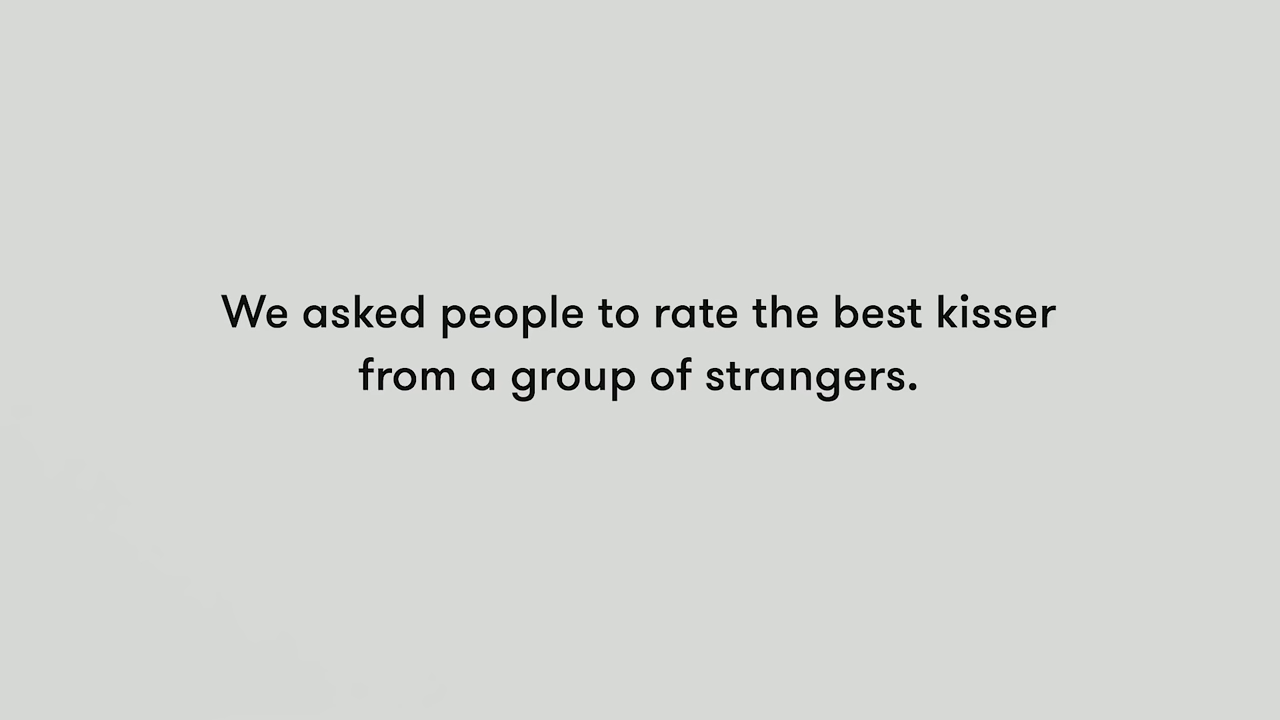 We asked people to rate the best kisser
from a group of strangers.